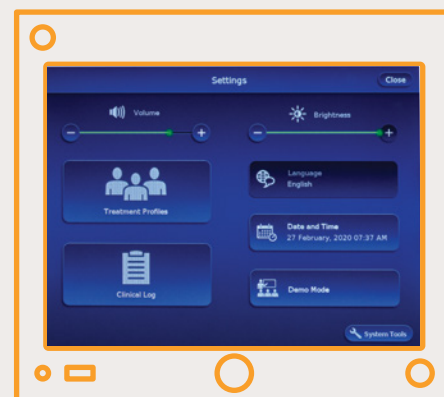 Settings
Close
Volume
Brightness
Language
English
Treatment Profiles
Date and Time
27 February, 2020 07:37 AM
Clinical Log
Demo Mode
System Tools